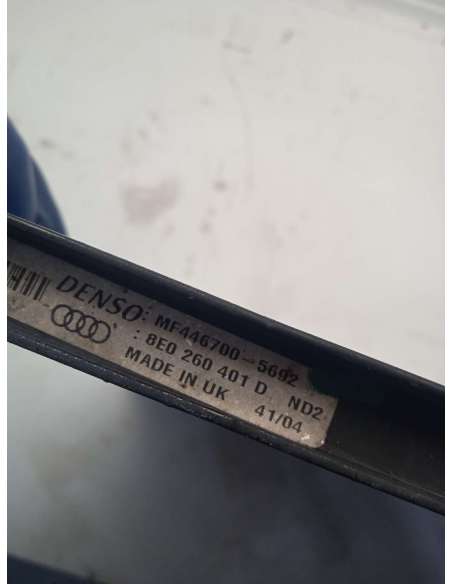 DENSO: MF446700-5692
: 8E0 260 401 D ND2
MADE IN UK 41/04